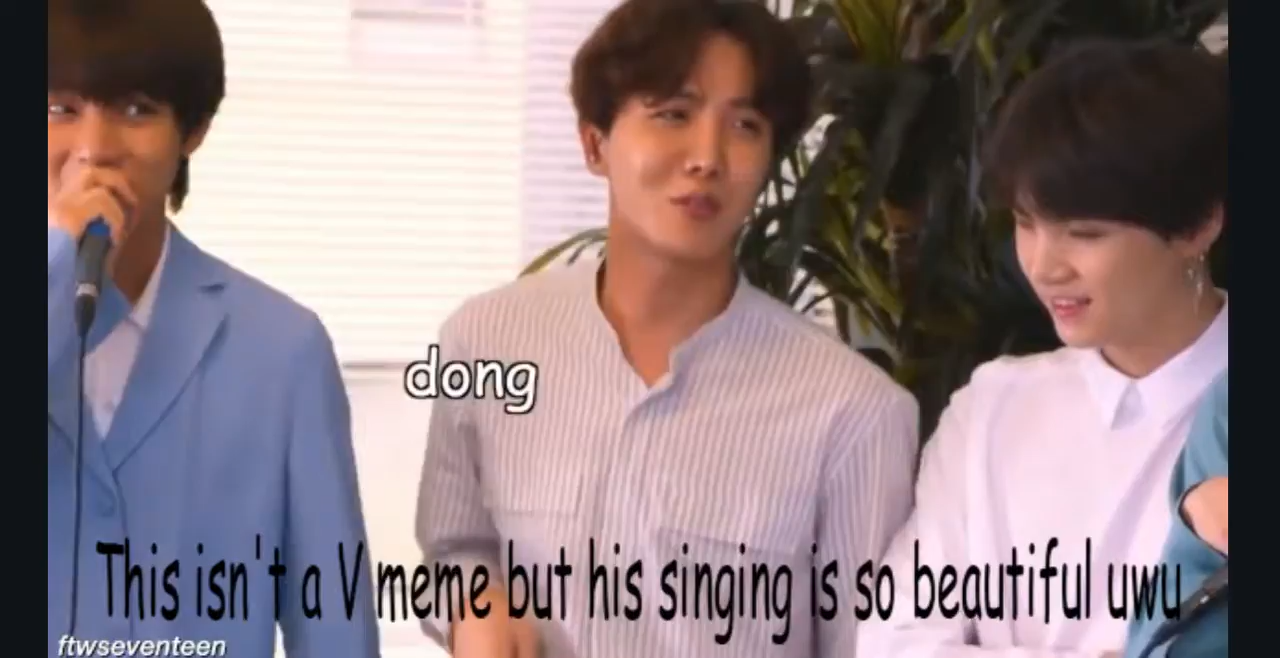 dong
This isn't a V meme but his singing is so beautiful uwu
ftwseventeen